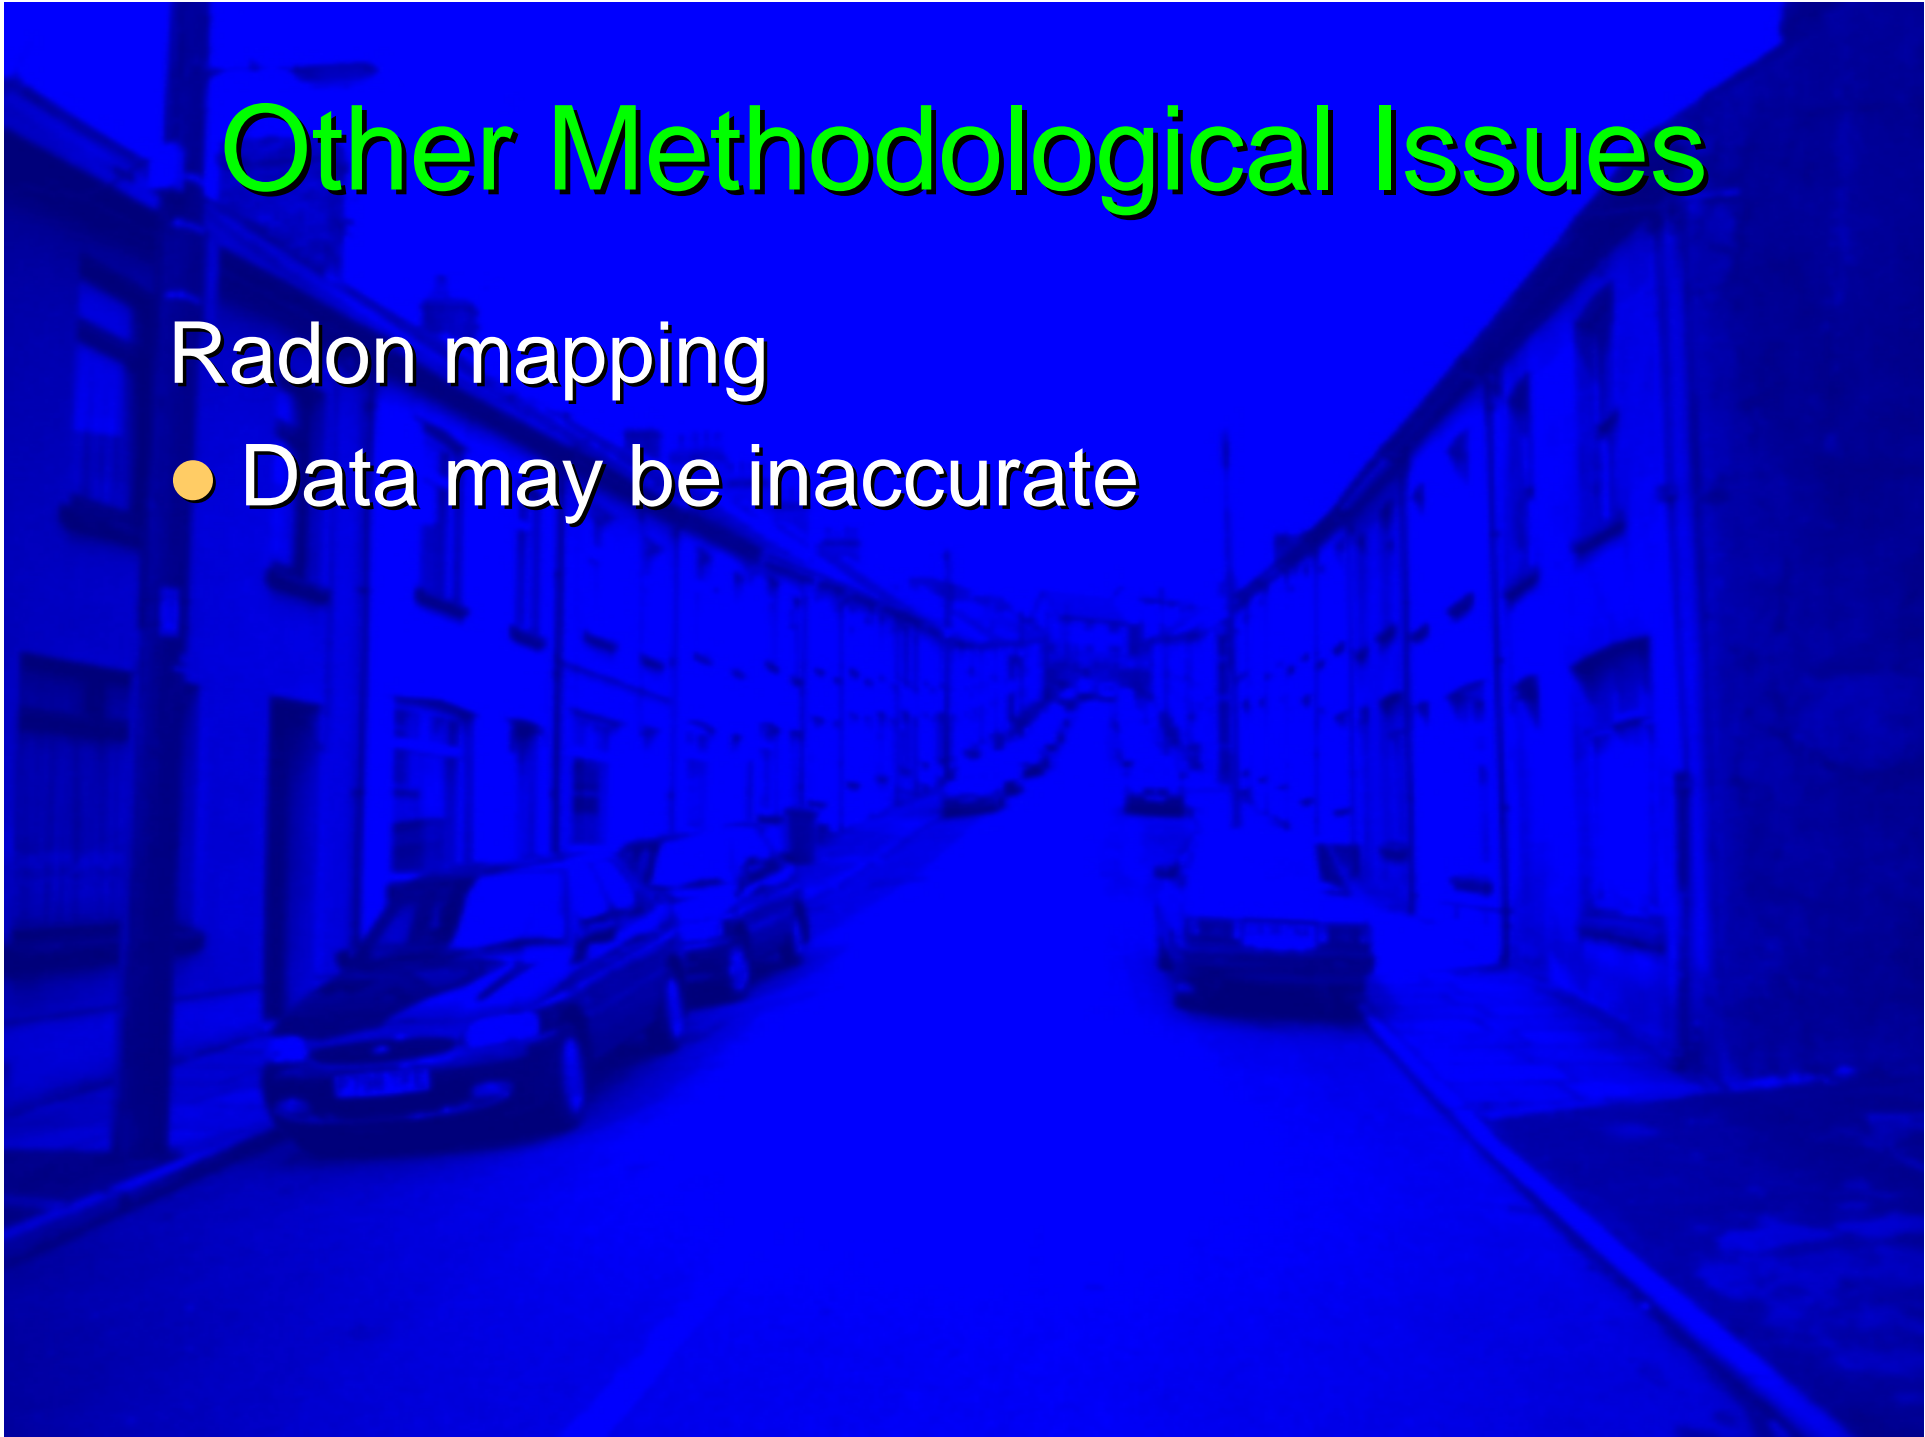 Other Methodological Issues
Radon mapping
● Data may be inaccurate